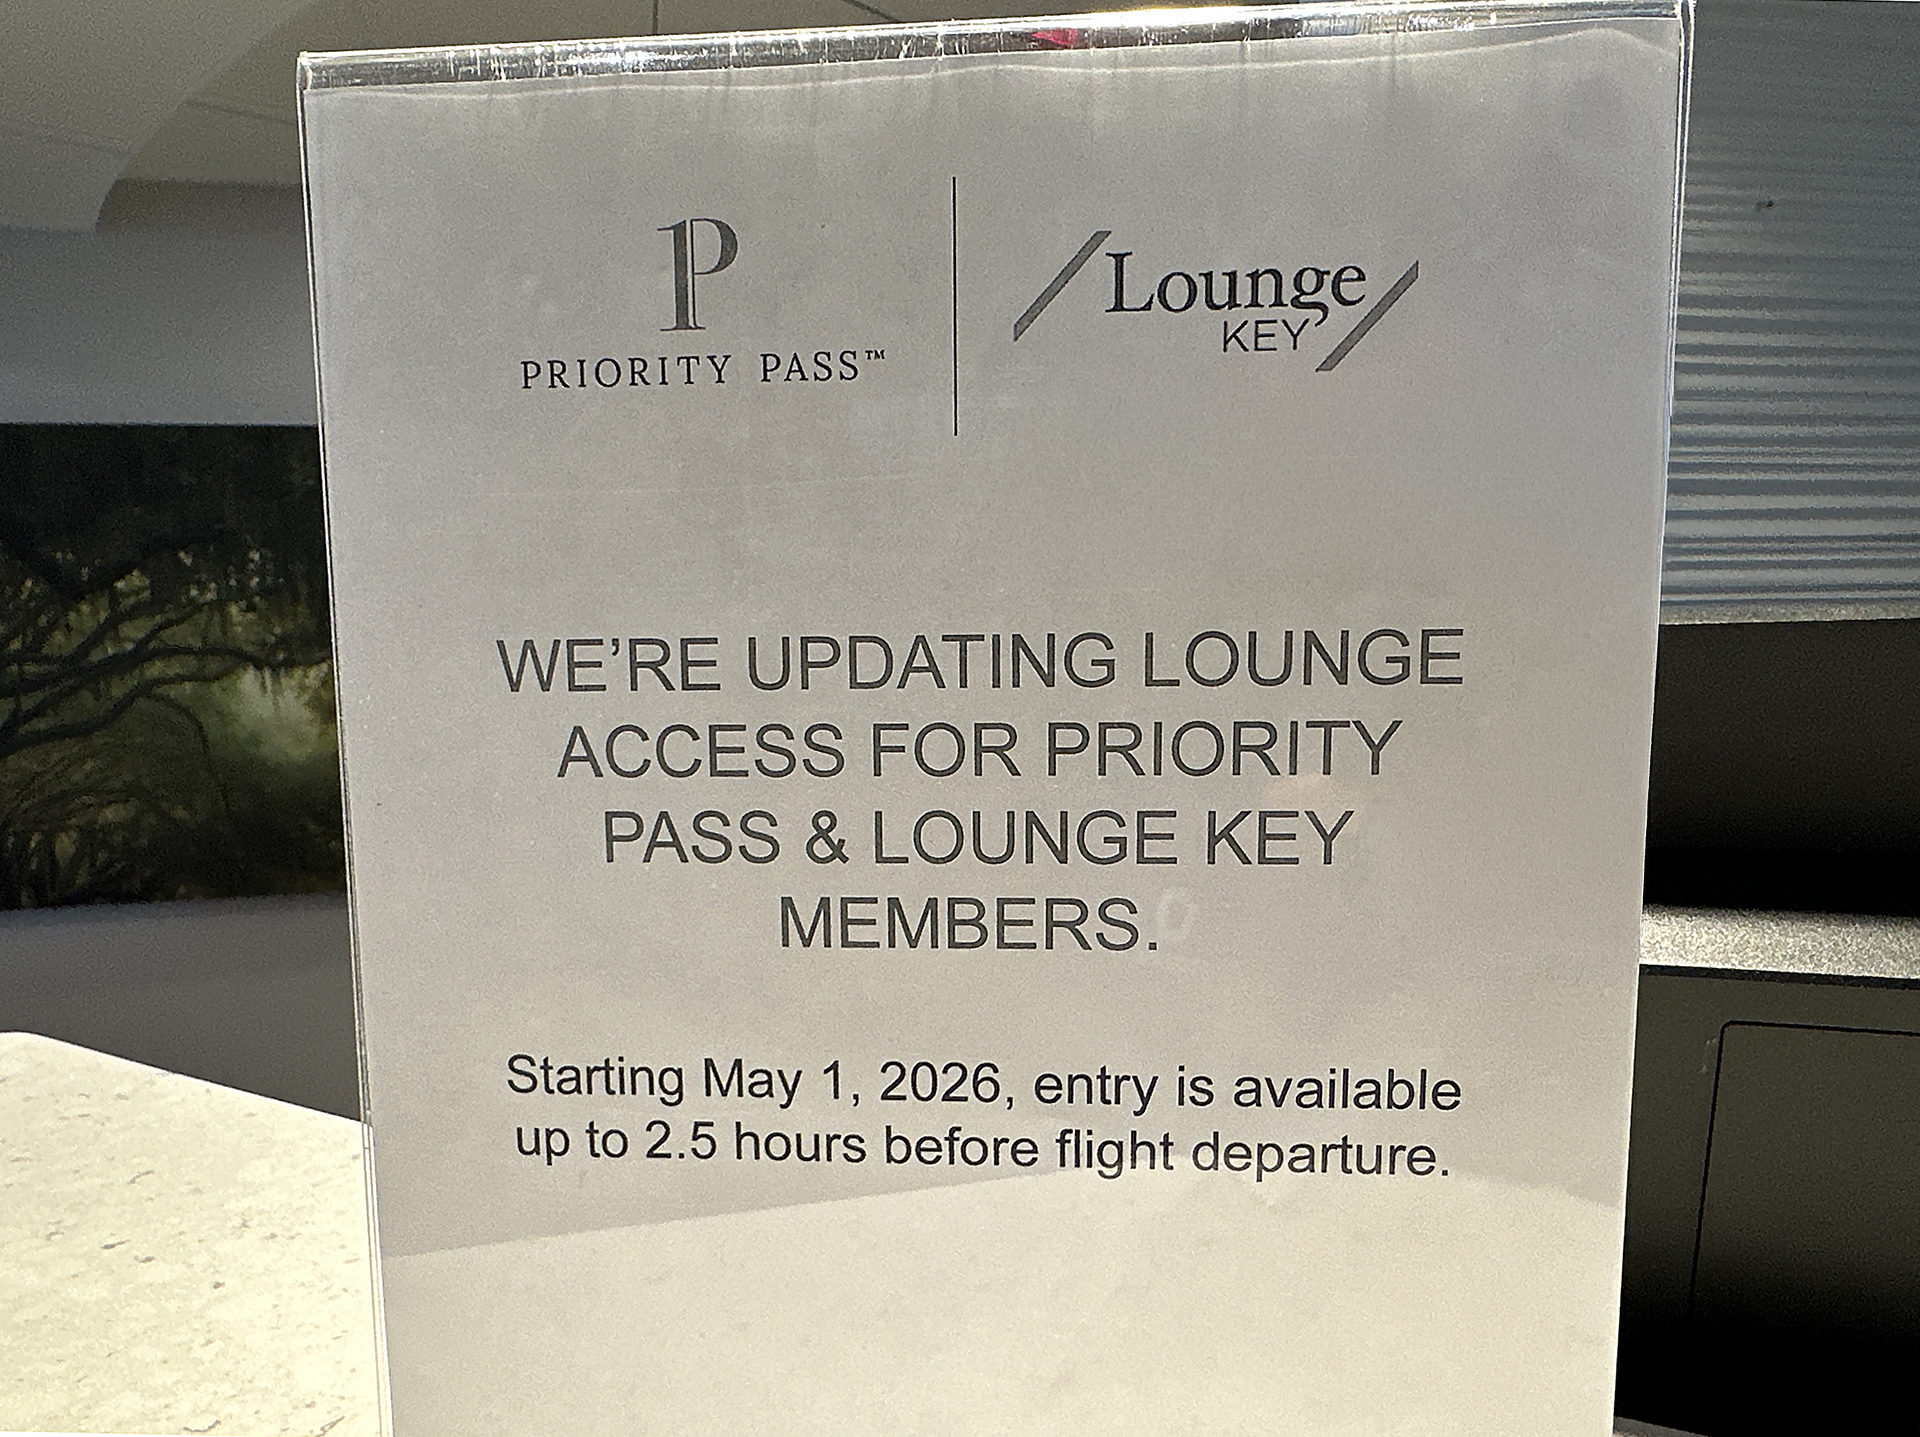 P
PRIORITY PASS™
Lounge
KEY
WE’RE UPDATING LOUNGE
ACCESS FOR PRIORITY
PASS & LOUNGE KEY
MEMBERS.
Starting May 1, 2026, entry is available
up to 2.5 hours before flight departure.